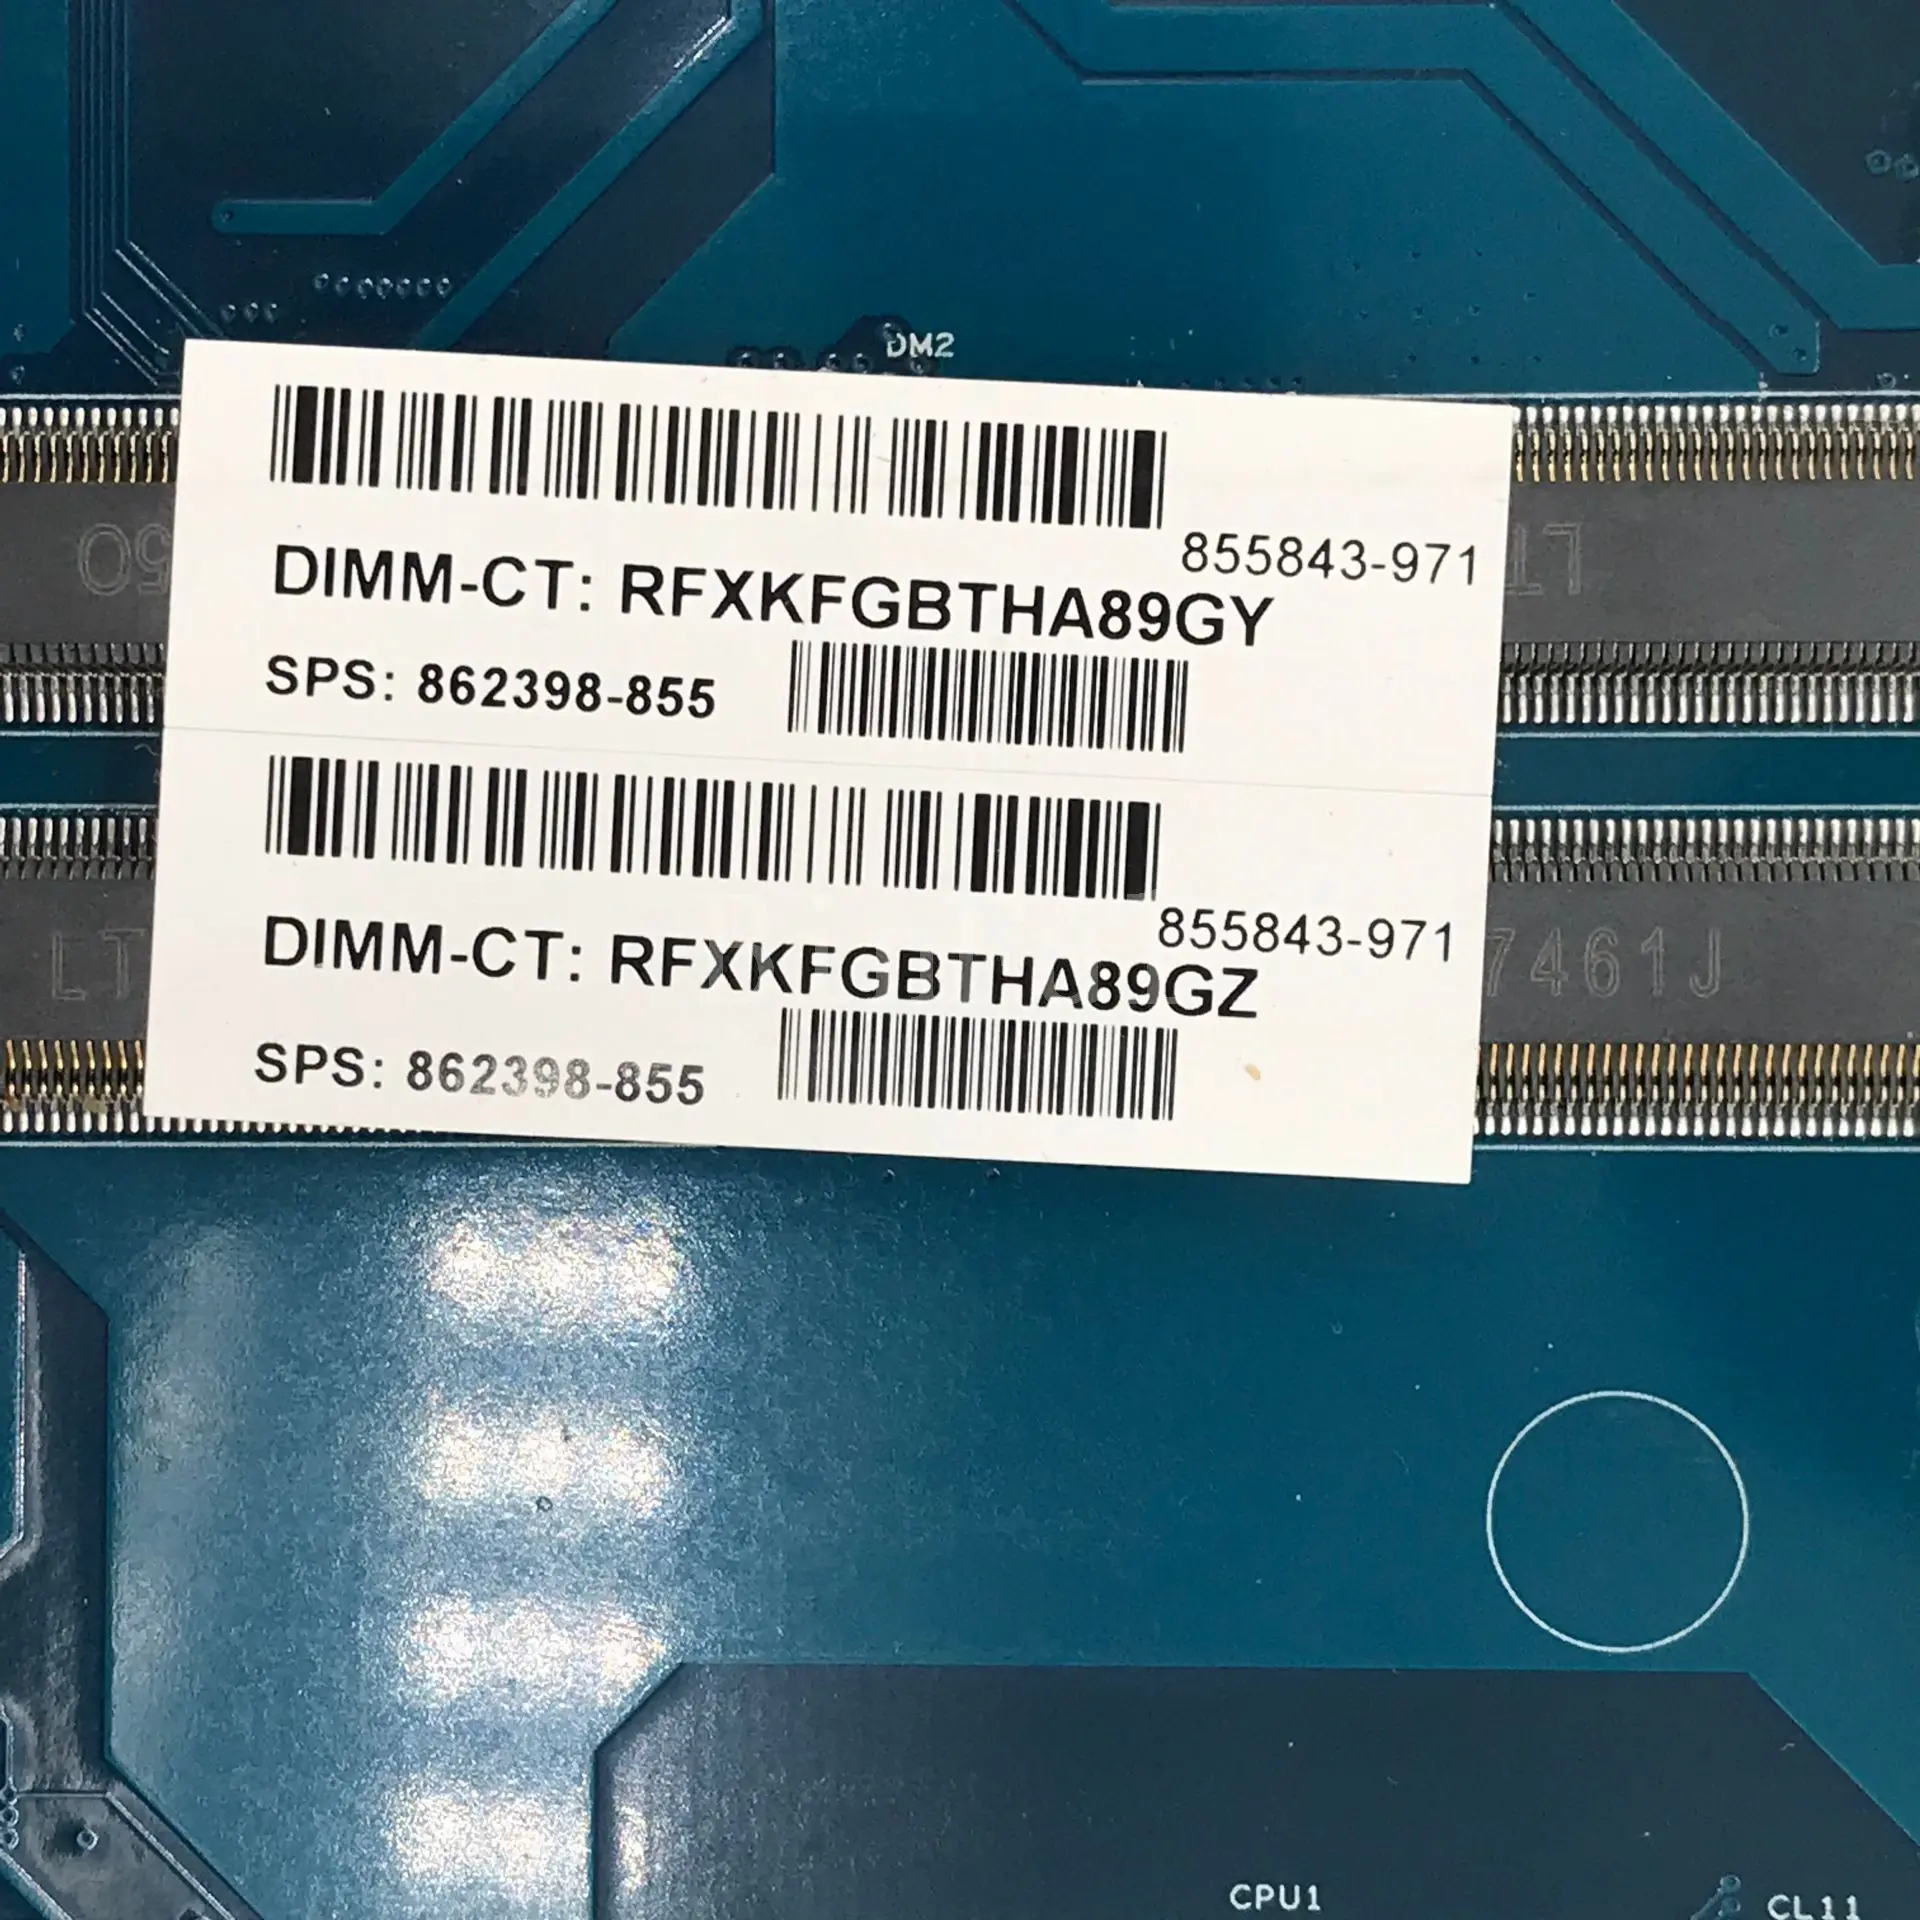 DM2
855843-971
DIMM-CT: RFXKFGBTHA89GY
SPS: 862398-855
855843-971
DIMM-CT: RFXKFGBTHA89GZ
SPS: 862398-855
LT
7461J
CPU1
CL11